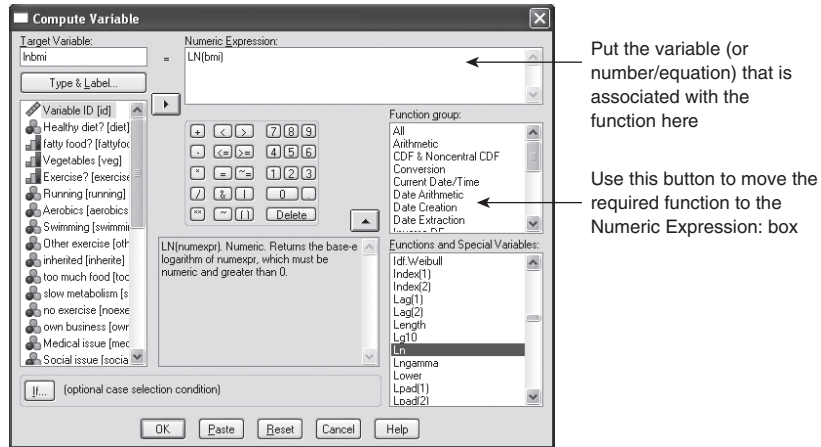 Compute Variable
Target Variable:
lnbmi
=
Numeric Expression:
LN(bmi)
Type & Label...
Variable ID [id]
Healthy diet? [diet]
fatty food? [fattyfoo
Vegetables [veg]
Exercise? [exercise
Running [running]
Aerobics [aerobics
Swimming [swimmi
Other exercise [oth
inherited [inherite]
too much food [too
slow metabolism [s
no exercise [noexe
own business [owr
Medical issue [med
Social issue [socia
+ < > 7 8 9
- <= >= 4 5 6
* = ~= 1 2 3
/ & | 0 .
** ~ () Delete
LN(numexpr). Numeric. Returns the base-e
logarithm of numexpr, which must be
numeric and greater than 0.
Function group:
All
Arithmetic
CDF & Noncentral CDF
Conversion
Current Date/Time
Date Arithmetic
Date Creation
Date Extraction
Functions and Special Variables:
Idf.Weibull
Index(1)
Index(2)
Lag(1)
Lag(2)
Length
Lg10
Ln
Lngamma
Lower
Lpad(1)
Lpad(2)
If... (optional case selection condition)
OK Paste Reset Cancel Help
Put the variable (or
number/equation) that is
associated with the
function here
Use this button to move the
required function to the
Numeric Expression: box